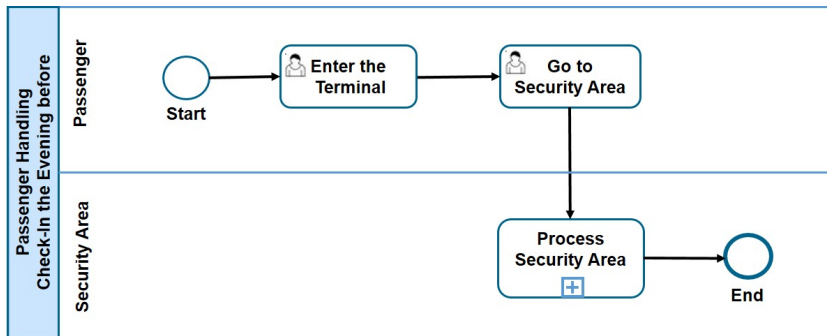 Passenger Handling
Check-In the Evening before
Passenger
Start
Enter the
Terminal
Go to
Security Area
Security Area
Process
Security Area
End